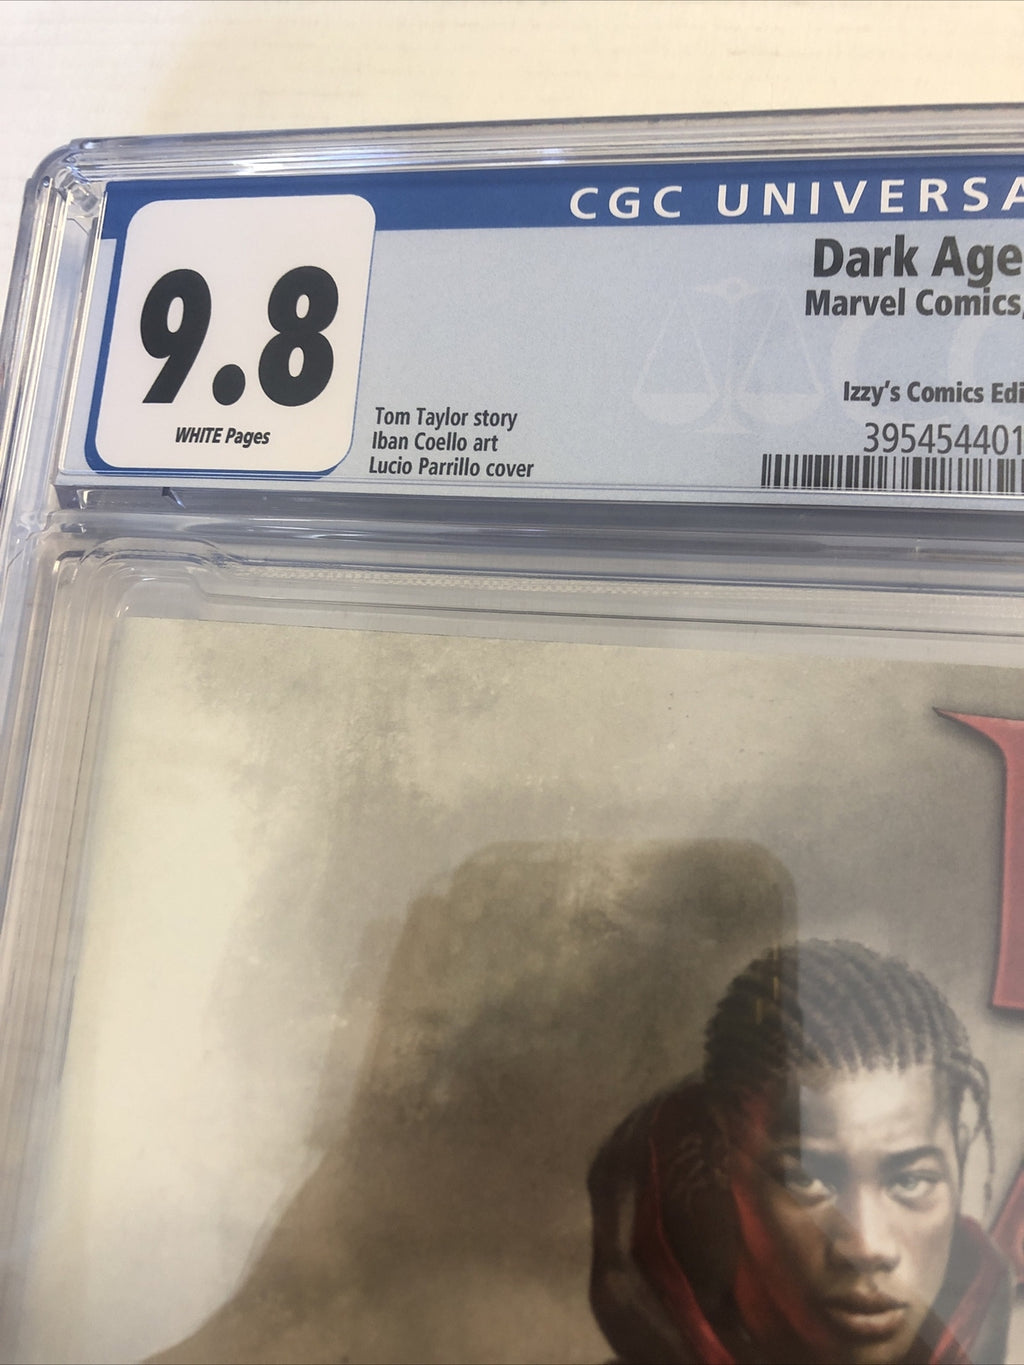 CGC UNIVERSA
9.8
WHITE Pages
Dark Age
Marvel Comics,
Izzy's Comics Edi
Tom Taylor story
Iban Coello art
Lucio Parrillo cover
395454401